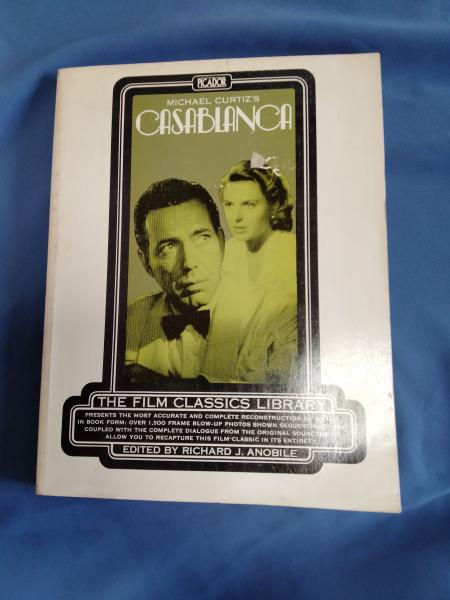 PICADOR
MICHAEL CURTIZ'S
CASABLANCA
THE FILM CLASSICS LIBRARY
PRESENTS THE MOST ACCURATE AND COMPLETE RECONSTRUCTION OF A
IN BOOK FORM: OVER 1,500 FRAME BLOW-UP PHOTOS SHOWN SEQUENTIALLY AND
COUPLED WITH THE COMPLETE DIALOGUE FROM THE ORIGINAL SOUNDTRACK
ALLOW YOU TO RECAPTURE THIS FILM-CLASSIC IN ITS ENTIRETY.
EDITED BY RICHARD J. ANOBILE